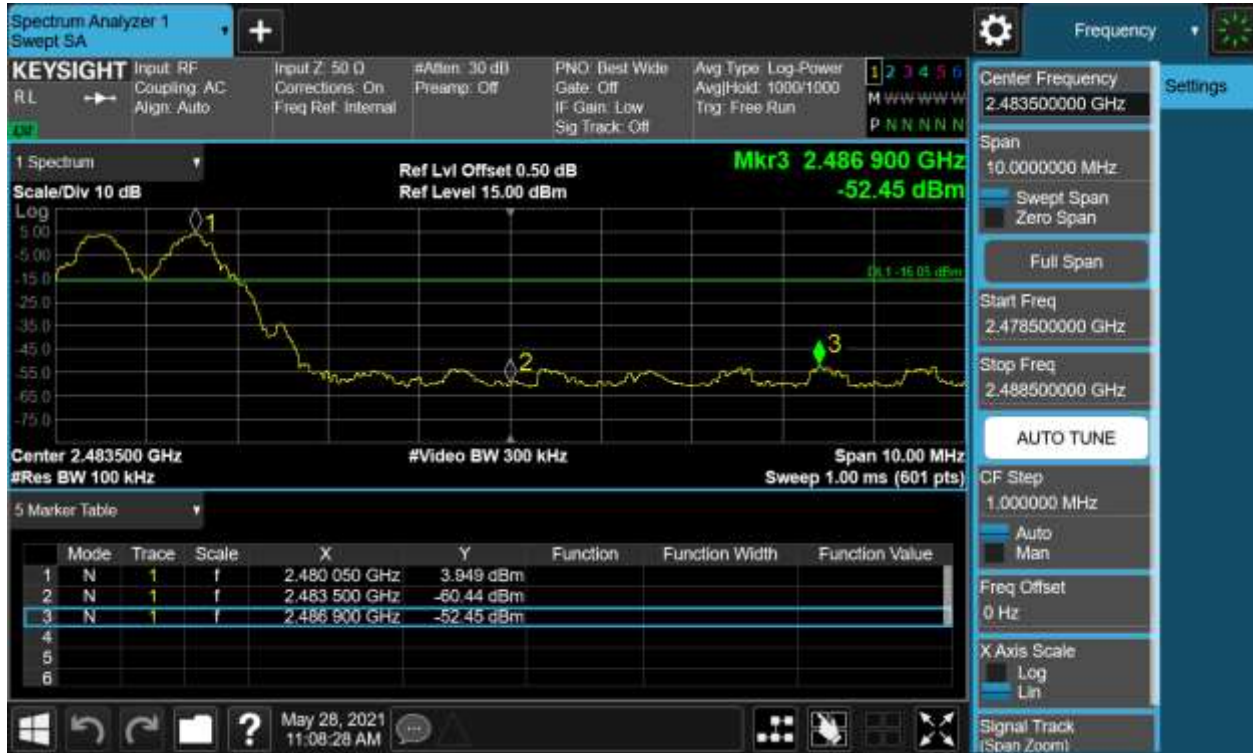 Spectrum Analyzer 1
Swept SA
+
Frequency
KEYSIGHT
RL
Input: RF
Coupling: AC
Align: Auto
Input Z: 50 Ω
Corrections: On
Freq Ref: Internal
#Atten: 30 dB
Preamp: Off
PNO: Best Wide
Gate: Off
IF Gain: Low
Sig Track: Off
Avg Type: Log-Power
Avg|Hold: 1000/1000
Trig: Free Run
1 2 3 4 5 6
M W W W W W
P N N N N N
1 Spectrum
Scale/Div 10 dB
Ref Lvl Offset 0.50 dB
Ref Level 15.00 dBm
Mkr3 2.486 900 GHz
-52.45 dBm
Log
5.00
-5.00
-15.0
-25.0
-35.0
-45.0
-55.0
-65.0
-75.0
1
2
3
DL1 -16.05 dBm
Center 2.483500 GHz
#Res BW 100 kHz
#Video BW 300 kHz
Span 10.00 MHz
Sweep 1.00 ms (601 pts)
5 Marker Table
Mode Trace Scale X Y Function Function Width Function Value
1 N 1 f 2.480 050 GHz 3.949 dBm
2 N 1 f 2.483 500 GHz -60.44 dBm
3 N 1 f 2.486 900 GHz -52.45 dBm
4
5
6
?
May 28, 2021
11:08:28 AM
Center Frequency
2.483500000 GHz
Span
10.0000000 MHz
Swept Span
Zero Span
Full Span
Start Freq
2.478500000 GHz
Stop Freq
2.488500000 GHz
AUTO TUNE
CF Step
1.000000 MHz
Auto
Man
Freq Offset
0 Hz
X Axis Scale
Log
Lin
Signal Track
(Span Zoom)
Settings